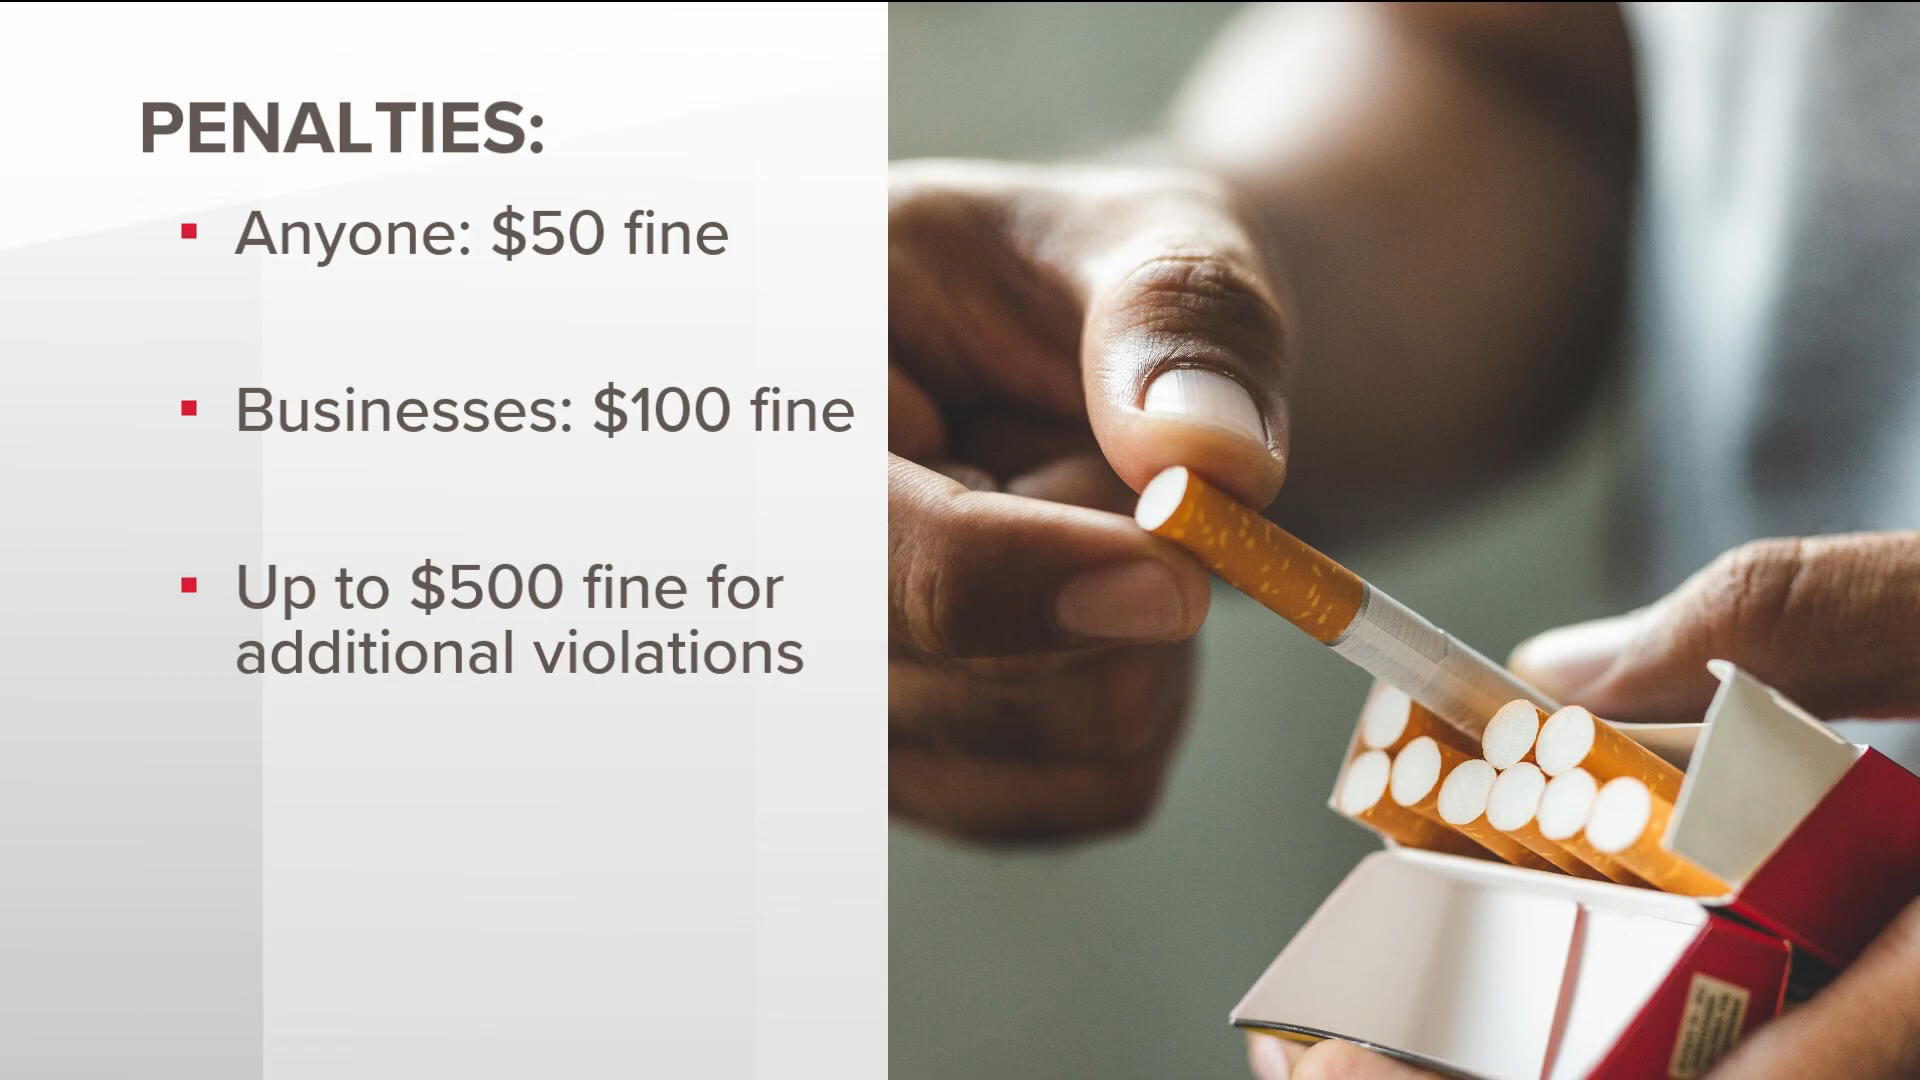 PENALTIES:
▪ Anyone: $50 fine
▪ Businesses: $100 fine
▪ Up to $500 fine for
additional violations